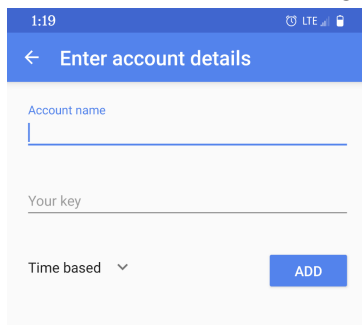 1:19 LTE
Enter account details
Account name
Your key
Time based ADD